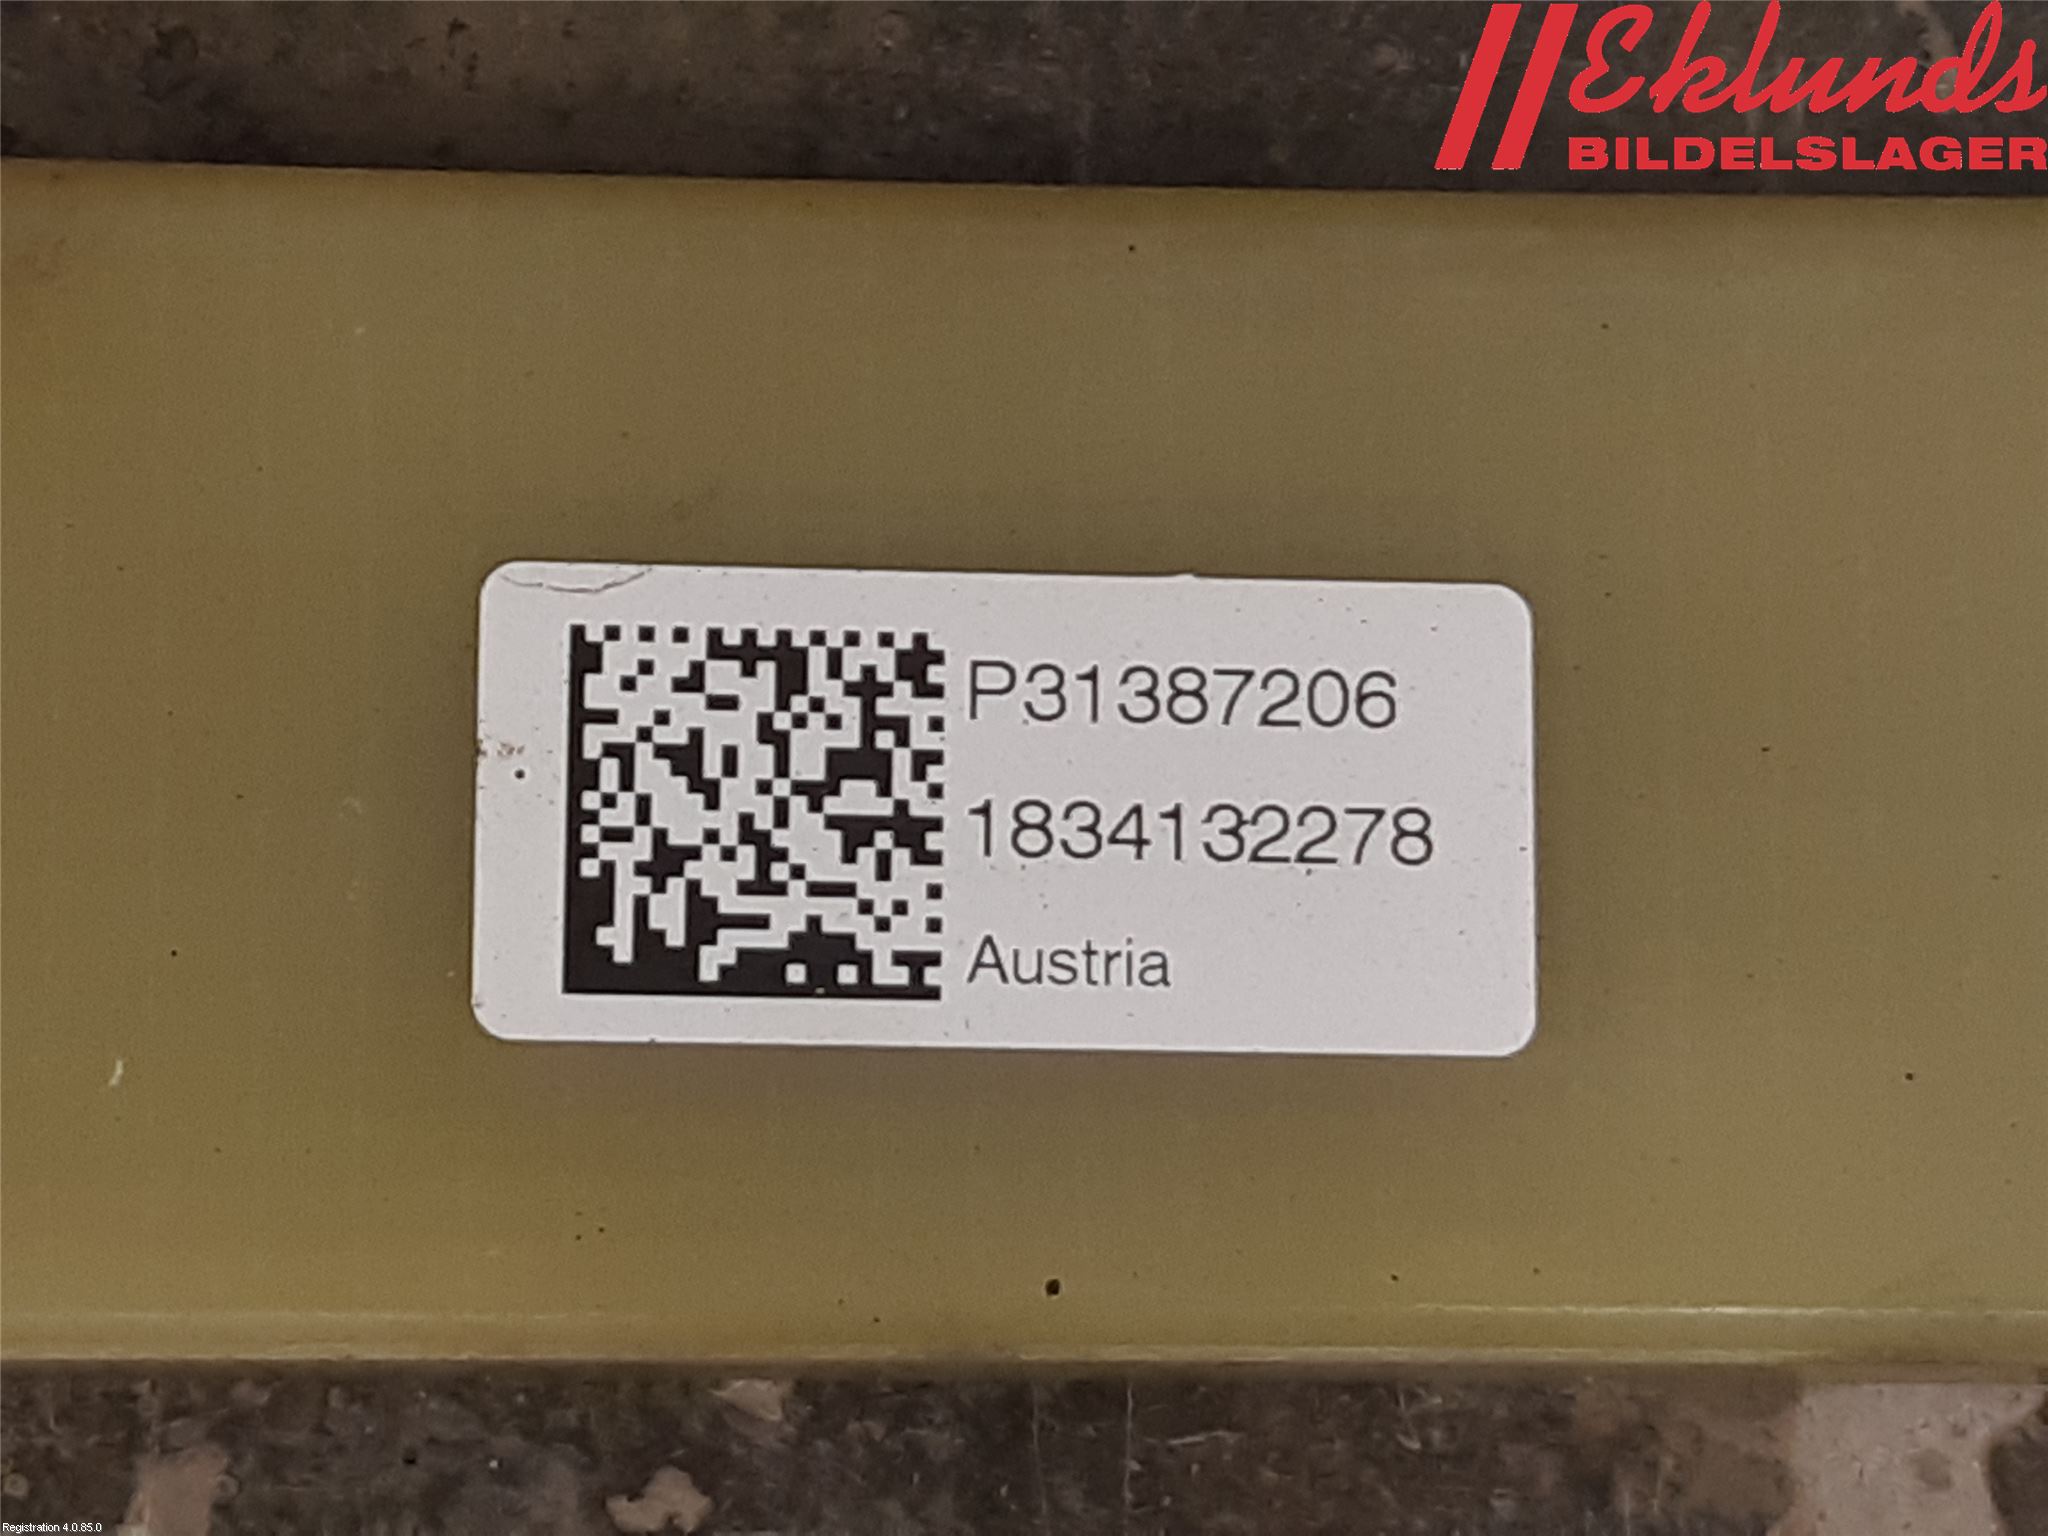 Eklunds
BILDELSLAGER
P31387206
1834132278
Austria
Registration 4.0.85.0